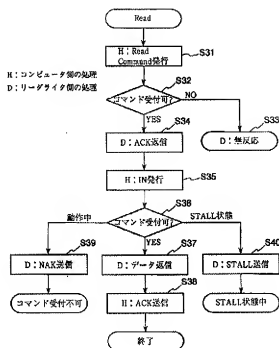 Read
S31
H:Read
Command発行
H:コンピュータ側の処理
D:リーダライタ側の処理
S32
コマンド受付可?
NO
YES
S33
S34
D:ACK返信
D:無反応
S35
H:IN発行
S36
動作中
コマンド受付可?
STALL状態
YES
S39
S37
S40
D:NAK送信
D:データ返信
D:STALL送信
S38
コマンド受付不可
H:ACK送信
STALL状態中
終了